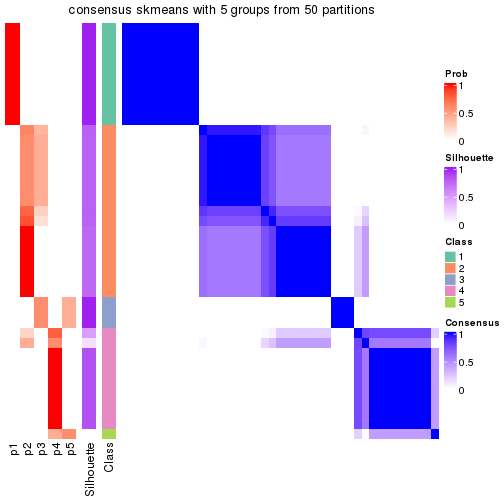 consensus skmeans with 5 groups from 50 partitions
p1
p2
p3
p4
p5
Silhouette
Class
Prob
1
0.5
0
Silhouette
1
0.5
0
Class
1
2
3
4
5
Consensus
1
0.5
0